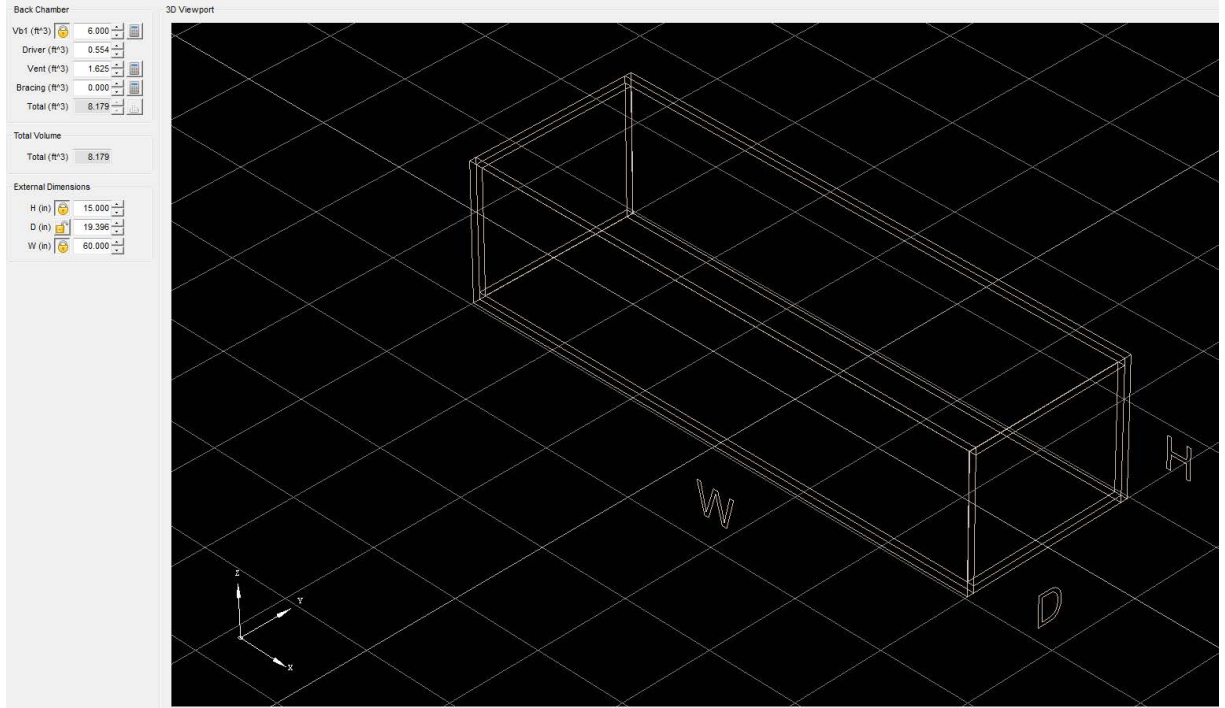 Back Chamber
Vb1 (ft^3) 6.000
Driver (ft^3) 0.554
Vent (ft^3) 1.625
Bracing (ft^3) 0.000
Total (ft^3) 8.179
Total Volume
Total (ft^3) 8.179
External Dimensions
H (in) 15.000
D (in) 19.396
W (in) 60.000
3D Viewport
H
W
D
Z
Y
X